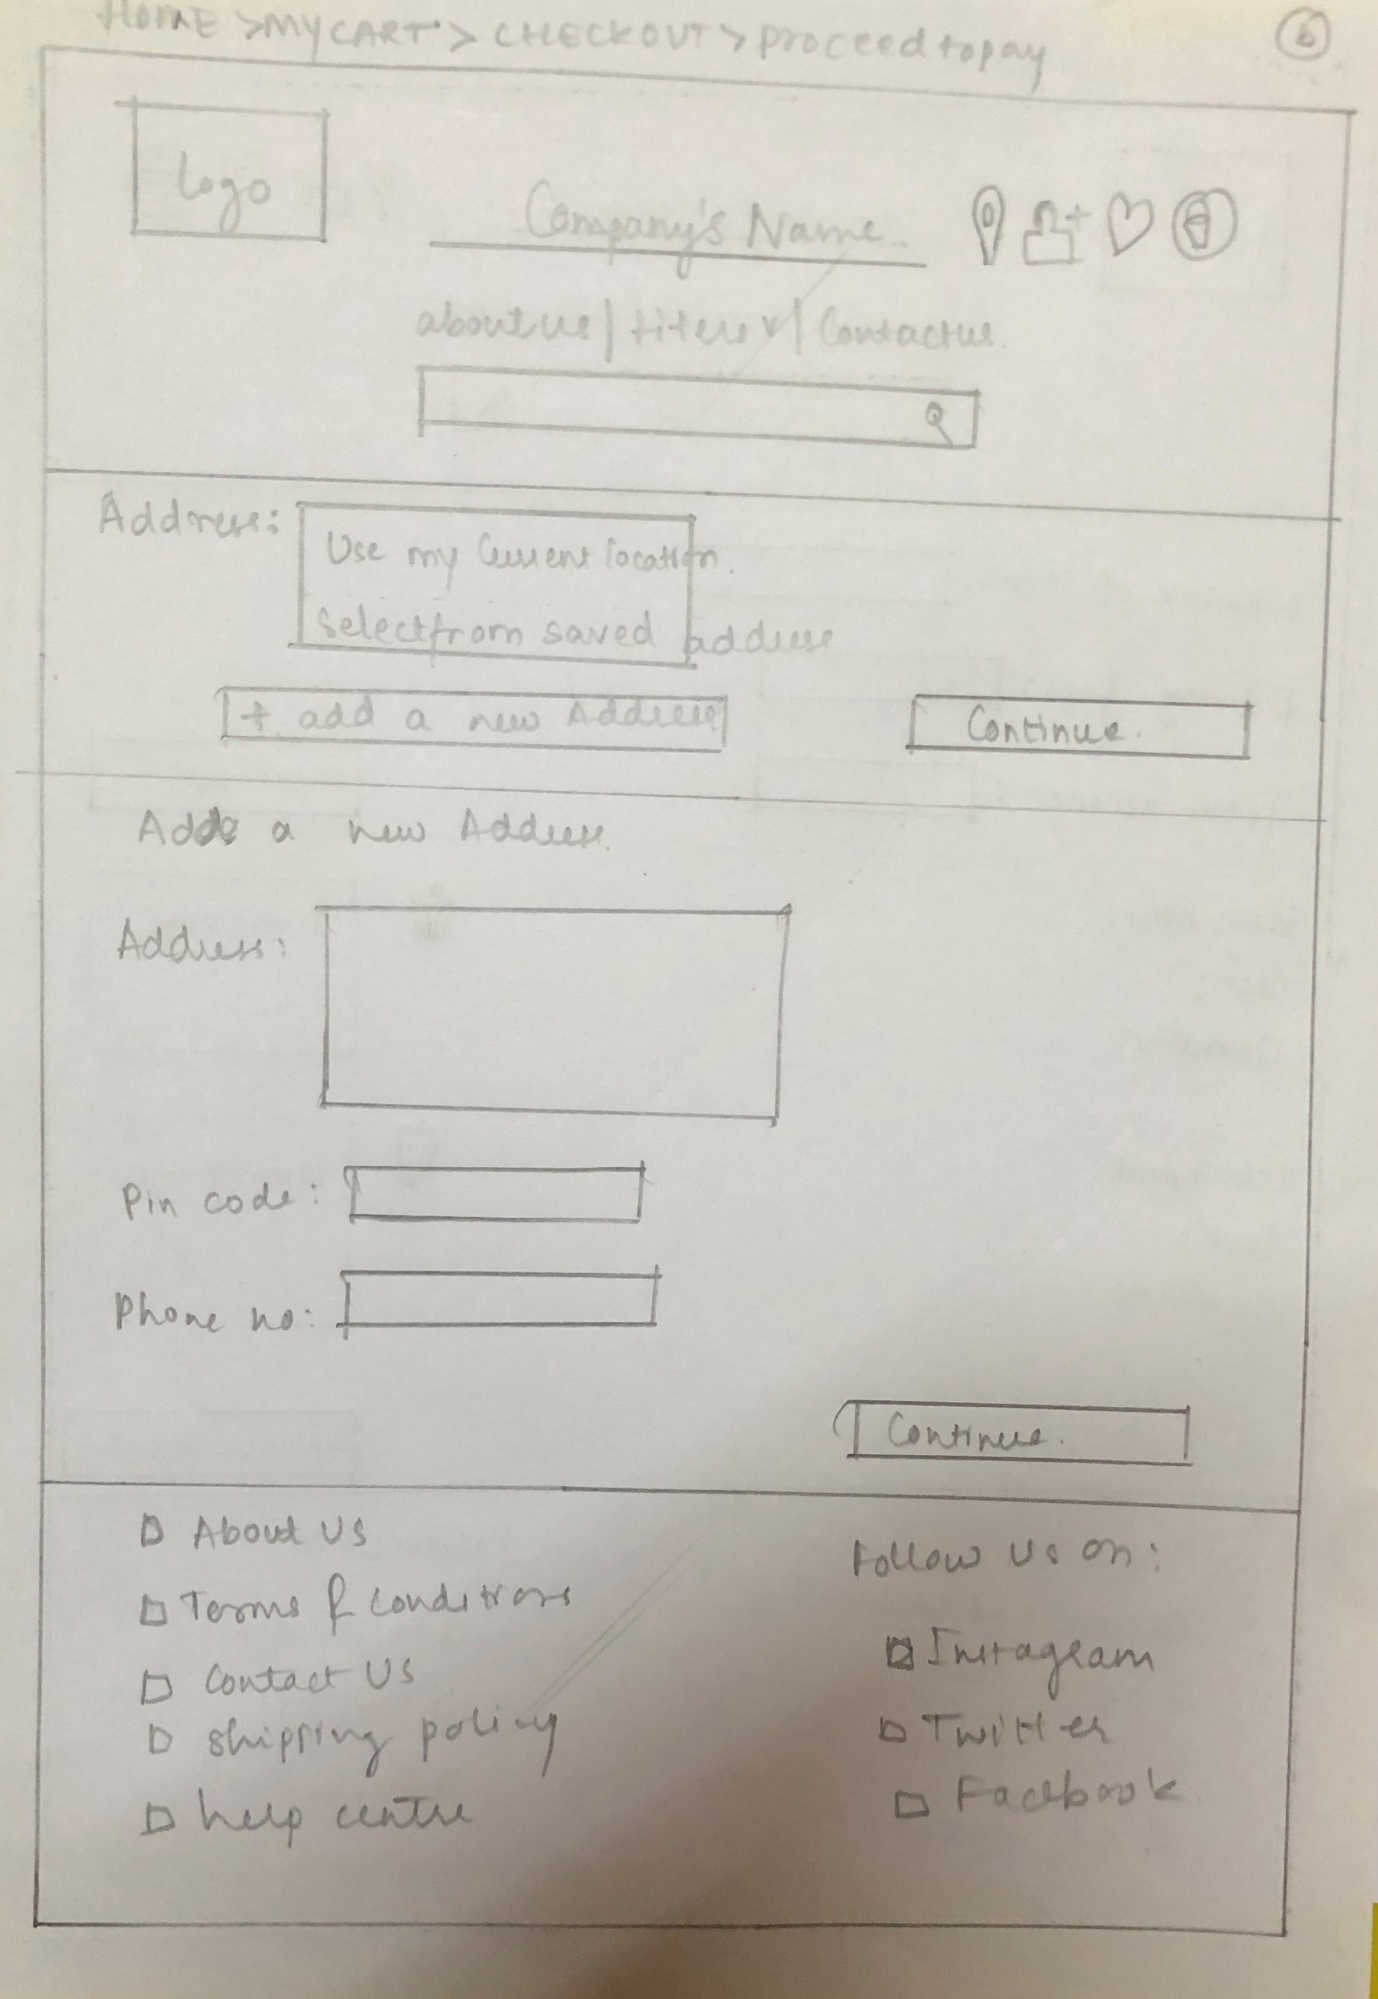 HOME > MY CART > CHECKOUT > proceed to pay
6
Logo
Company's Name.
about us | filters v | Contact us.
Address:
Use my Current location.
Select from saved address
+ add a new Address
Continue.
Add a new Address.
Address:
Pin code:
Phone no:
Continue.
About US
Terms & Conditions
Contact US
Shipping policy
help centre
Follow Us on:
Instagram
Twitter
Facebook